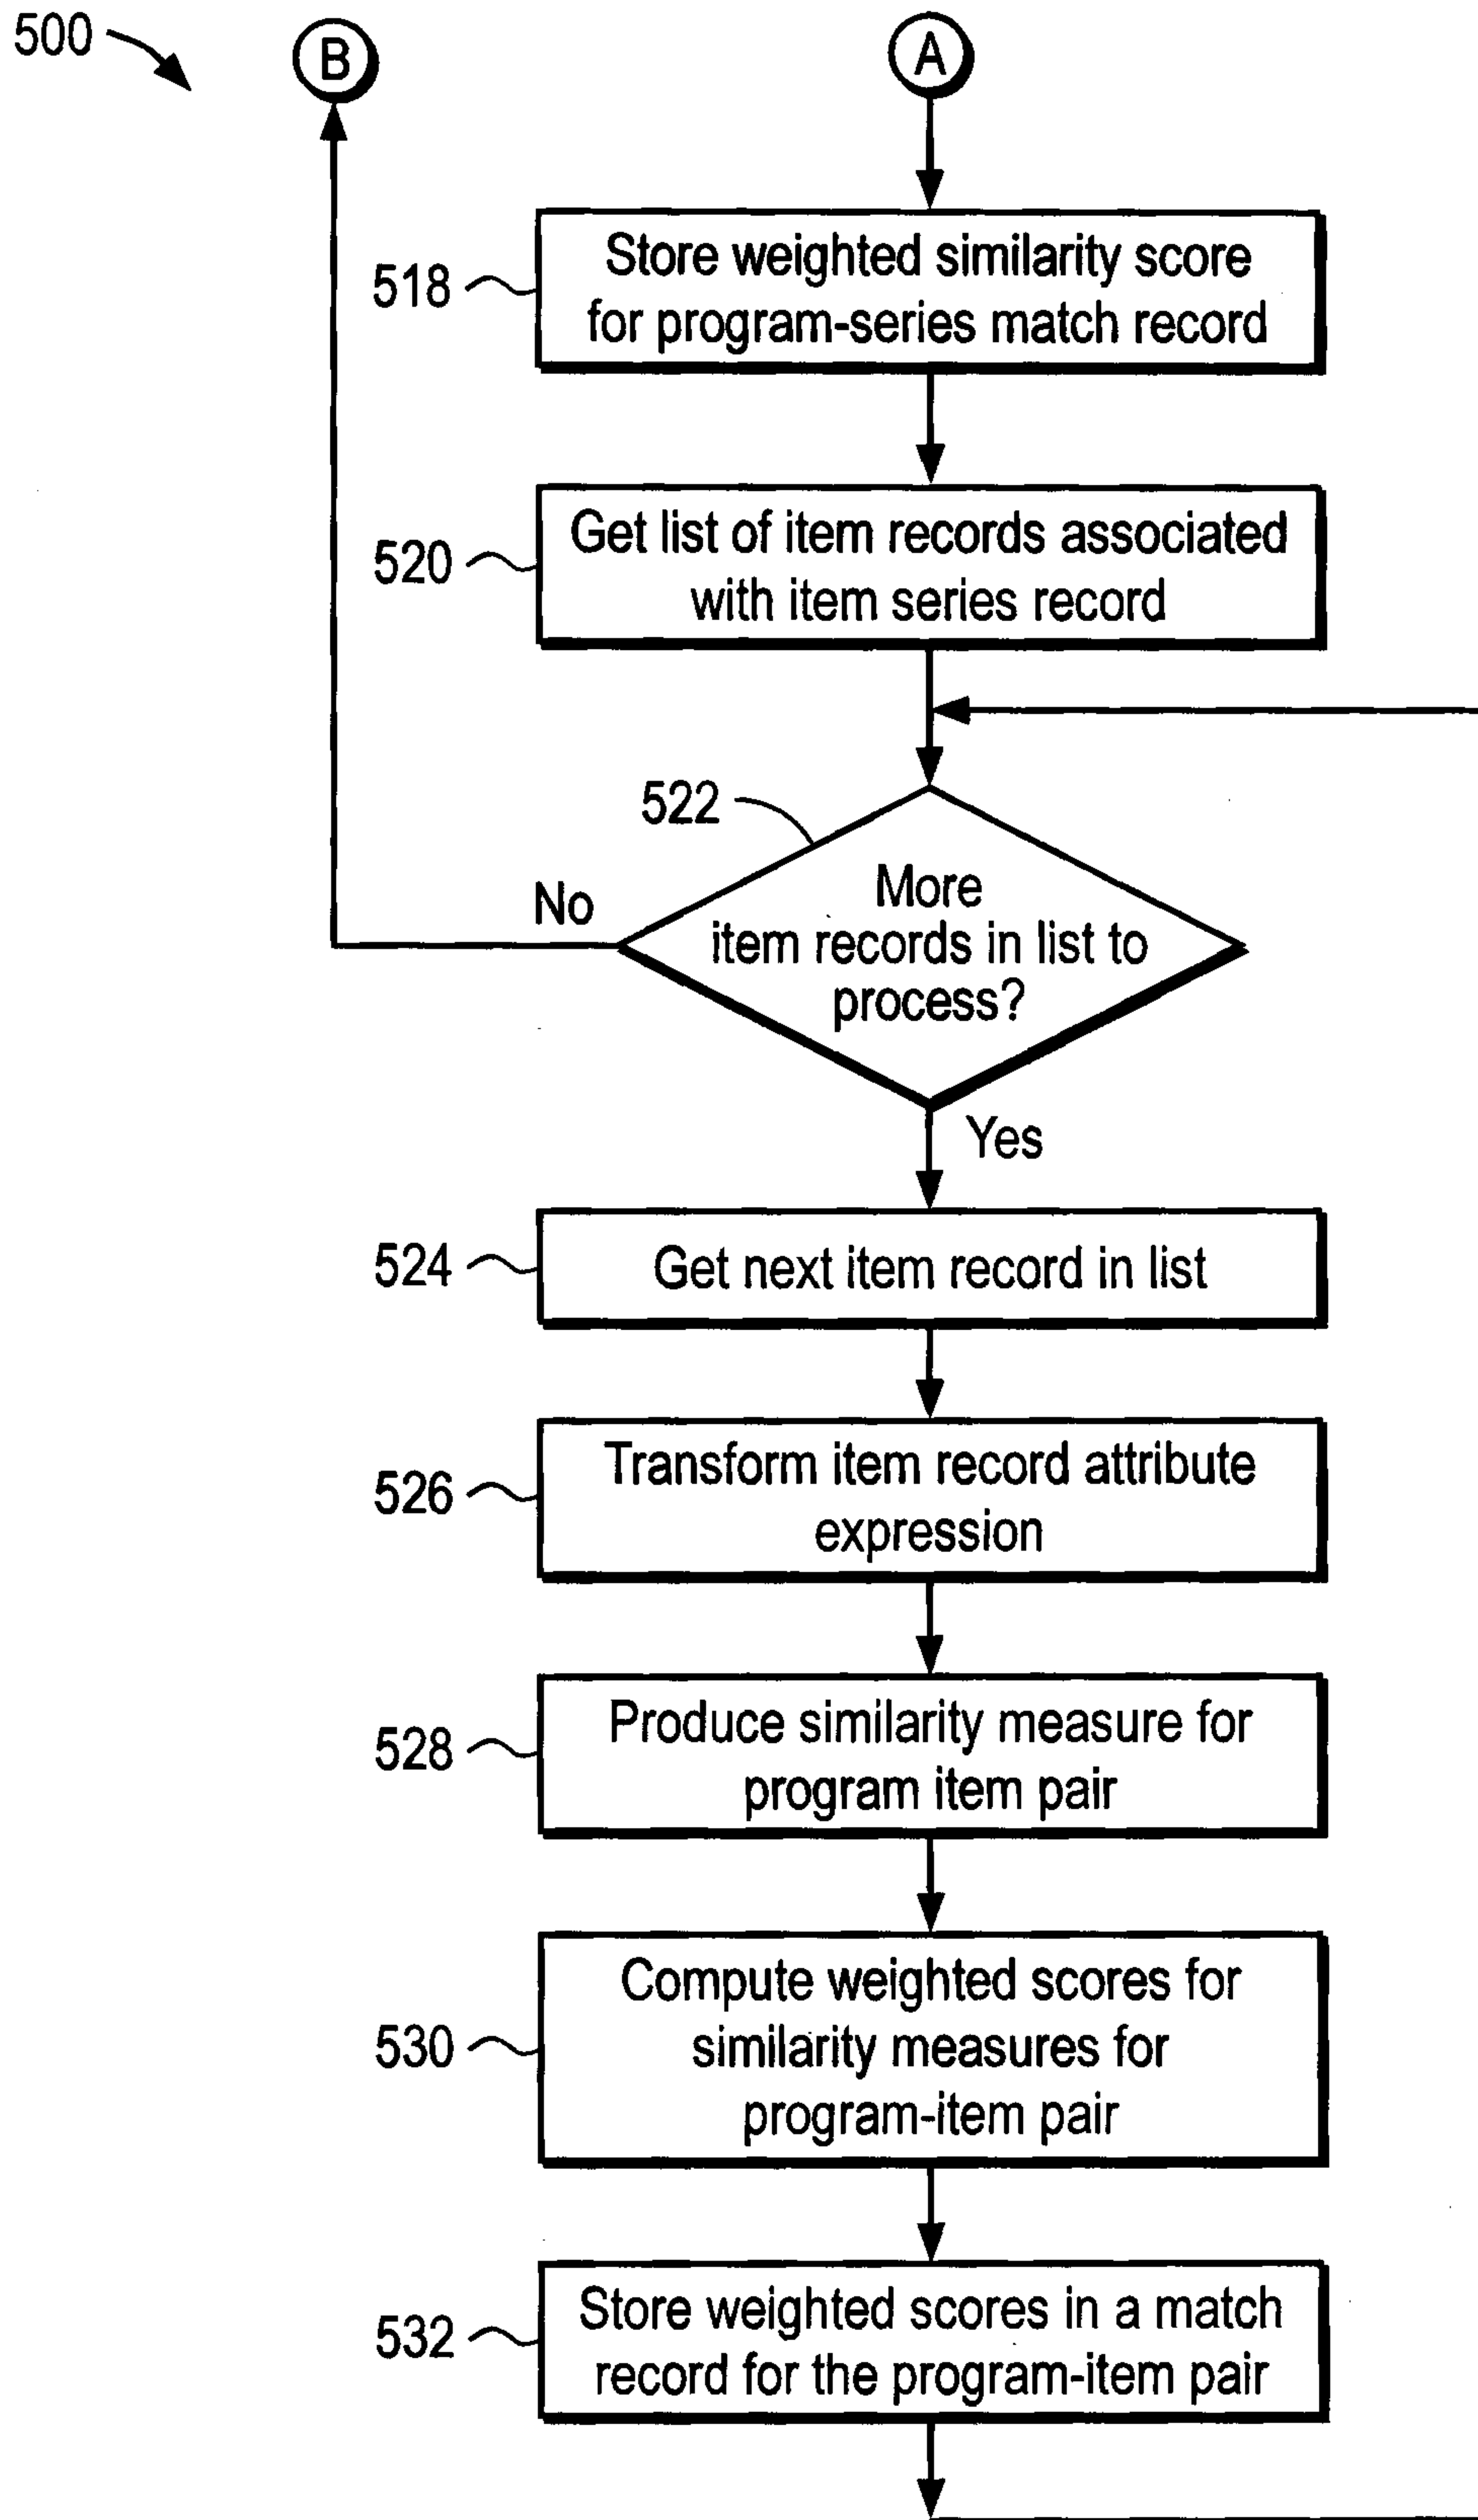 500
B
A
518
Store weighted similarity score
for program-series match record
520
Get list of item records associated
with item series record
522
No
More
item records in list to
process?
Yes
524
Get next item record in list
526
Transform item record attribute
expression
528
Produce similarity measure for
program item pair
530
Compute weighted scores for
similarity measures for
program-item pair
532
Store weighted scores in a match
record for the program-item pair